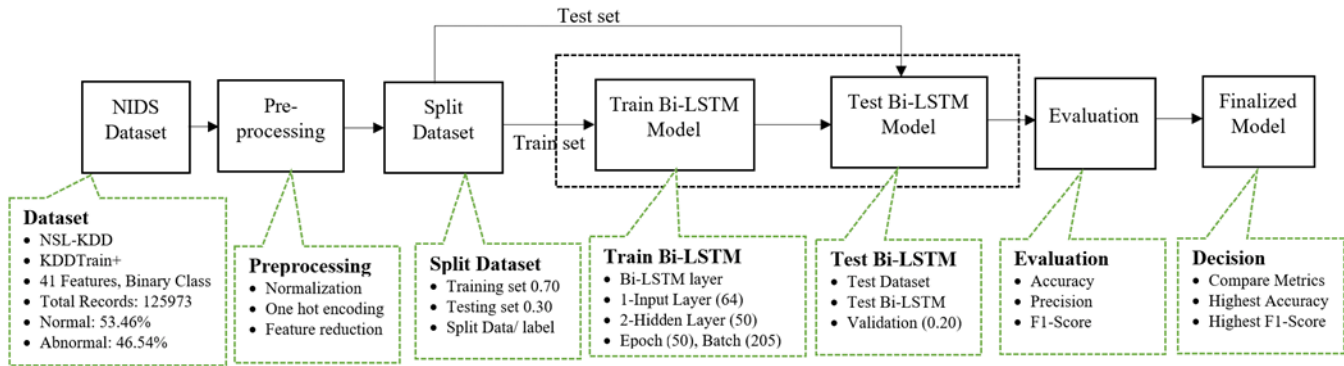 Test set
NIDS
Dataset
Pre-
processing
Split
Dataset
Train set
Train Bi-LSTM
Model
Test Bi-LSTM
Model
Evaluation
Finalized
Model
Dataset
• NSL-KDD
• KDDTrain+
• 41 Features, Binary Class
• Total Records: 125973
• Normal: 53.46%
• Abnormal: 46.54%
Preprocessing
• Normalization
• One hot encoding
• Feature reduction
Split Dataset
• Training set 0.70
• Testing set 0.30
• Split Data/ label
Train Bi-LSTM
• Bi-LSTM layer
• 1-Input Layer (64)
• 2-Hidden Layer (50)
• Epoch (50), Batch (205)
Test Bi-LSTM
• Test Dataset
• Test Bi-LSTM
• Validation (0.20)
Evaluation
• Accuracy
• Precision
• F1-Score
Decision
• Compare Metrics
• Highest Accuracy
• Highest F1-Score